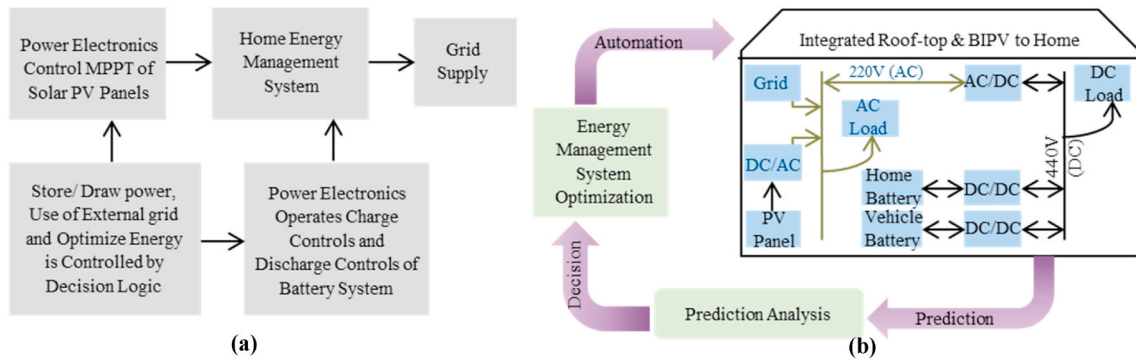 (a)
Power Electronics
Control MPPT of
Solar PV Panels
Home Energy
Management
System
Grid
Supply
Store/ Draw power,
Use of External grid
and Optimize Energy
is Controlled by
Decision Logic
Power Electronics
Operates Charge
Controls and
Discharge Controls of
Battery System
(b)
Automation
Energy
Management
System
Optimization
Decision
Prediction Analysis
Prediction
Integrated Roof-top & BIPV to Home
220V (AC)
Grid
AC/DC
DC
Load
AC
Load
DC/AC
440V
(DC)
Home
Battery
DC/DC
Vehicle
Battery
DC/DC
PV
Panel